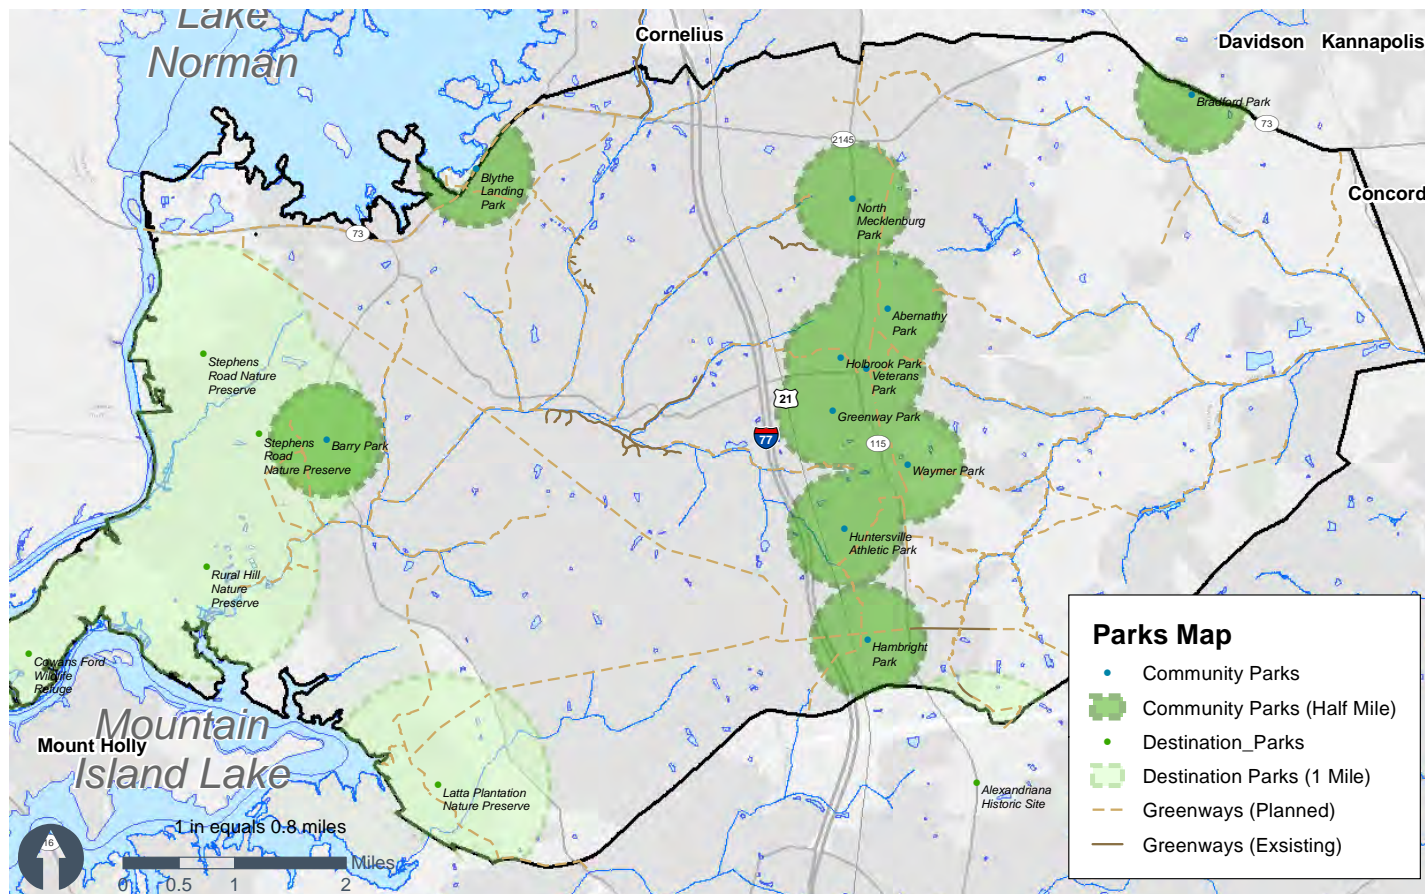 Lake
Norman
Cornelius
Davidson
Kannapolis
Bradford Park
73
2145
Concord
Blythe
Landing
Park
North
Mecklenburg
Park
73
Abernathy
Park
Stephens
Road Nature
Preserve
Holbrook Park
Veterans
Park
21
Greenway Park
77
115
Stephens
Road
Nature Preserve
Barry Park
Waymer Park
Huntersville
Athletic Park
Rural Hill
Nature
Preserve
Hambright
Park
Cowans Ford
Wildlife
Refuge
Mountain
Island Lake
Mount Holly
Latta Plantation
Nature Preserve
Alexandriana
Historic Site
Parks Map
Community Parks
Community Parks (Half Mile)
Destination_Parks
Destination Parks (1 Mile)
Greenways (Planned)
Greenways (Exsisting)
1 in equals 0.8 miles
16
Miles
0 0.5 1 2